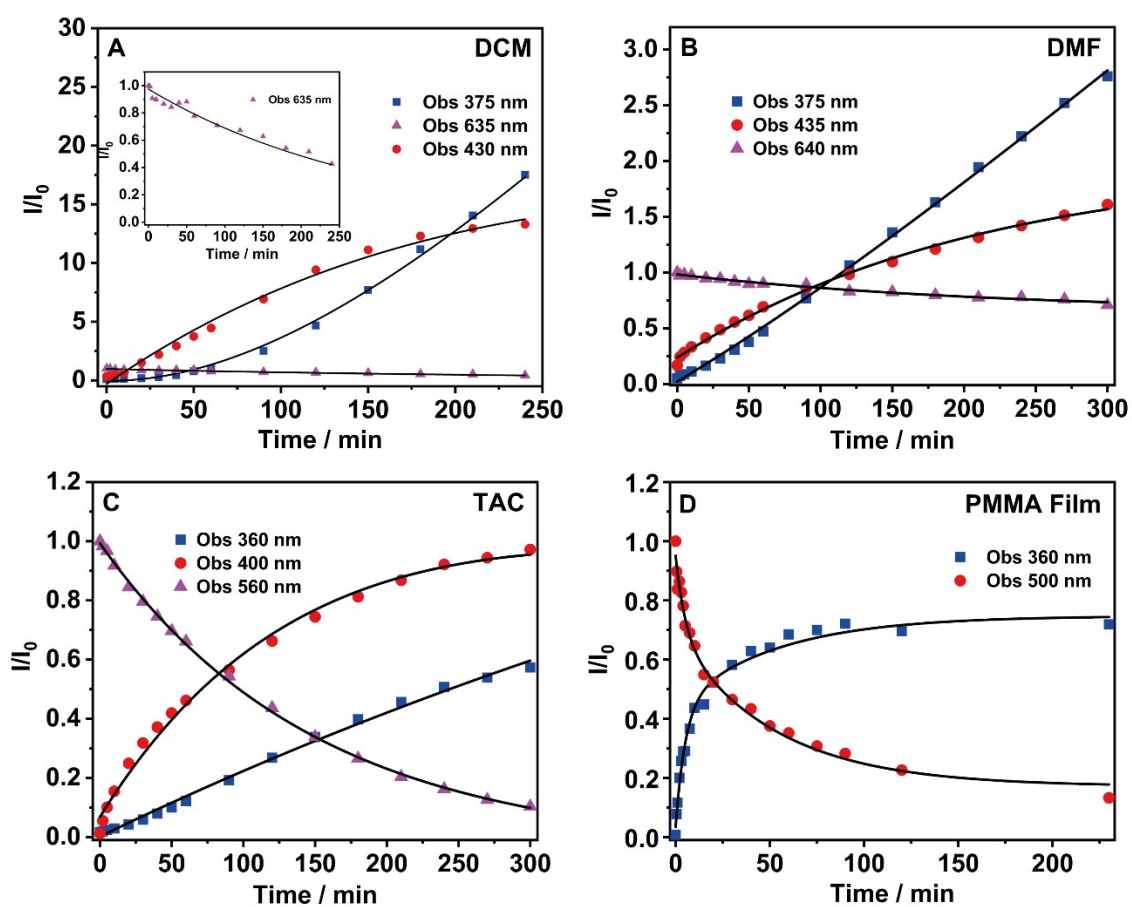 A
DCM
30
25
20
15
10
5
0
I/I0
0
50
100
150
200
250
Time / min
Obs 375 nm
Obs 635 nm
Obs 430 nm
1.0
0.8
0.6
0.4
0.2
0.0
I/I0
0
50
100
150
200
250
Time / min
Obs 635 nm
B
DMF
3.0
2.5
2.0
1.5
1.0
0.5
0.0
I/I0
0
50
100
150
200
250
300
Time / min
Obs 375 nm
Obs 435 nm
Obs 640 nm
C
TAC
1.2
1.0
0.8
0.6
0.4
0.2
0.0
I/I0
0
50
100
150
200
250
300
Time / min
Obs 360 nm
Obs 400 nm
Obs 560 nm
D
PMMA Film
1.2
1.0
0.8
0.6
0.4
0.2
0.0
I/I0
0
50
100
150
200
Time / min
Obs 360 nm
Obs 500 nm